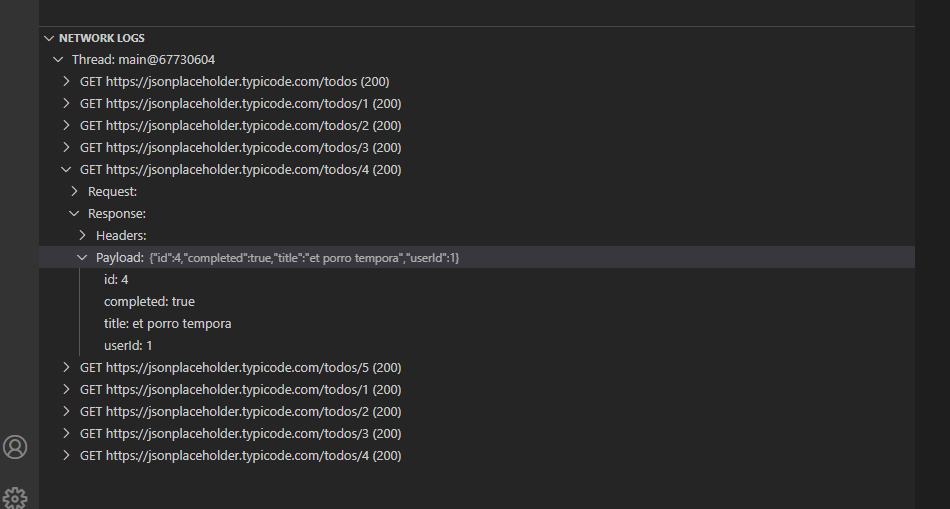 NETWORK LOGS
Thread: main@67730604
GET https://jsonplaceholder.typicode.com/todos (200)
GET https://jsonplaceholder.typicode.com/todos/1 (200)
GET https://jsonplaceholder.typicode.com/todos/2 (200)
GET https://jsonplaceholder.typicode.com/todos/3 (200)
GET https://jsonplaceholder.typicode.com/todos/4 (200)
Request:
Response:
Headers:
Payload: {"id":4,"completed":true,"title":"et porro tempora","userId":1}
id: 4
completed: true
title: et porro tempora
userId: 1
GET https://jsonplaceholder.typicode.com/todos/5 (200)
GET https://jsonplaceholder.typicode.com/todos/1 (200)
GET https://jsonplaceholder.typicode.com/todos/2 (200)
GET https://jsonplaceholder.typicode.com/todos/3 (200)
GET https://jsonplaceholder.typicode.com/todos/4 (200)